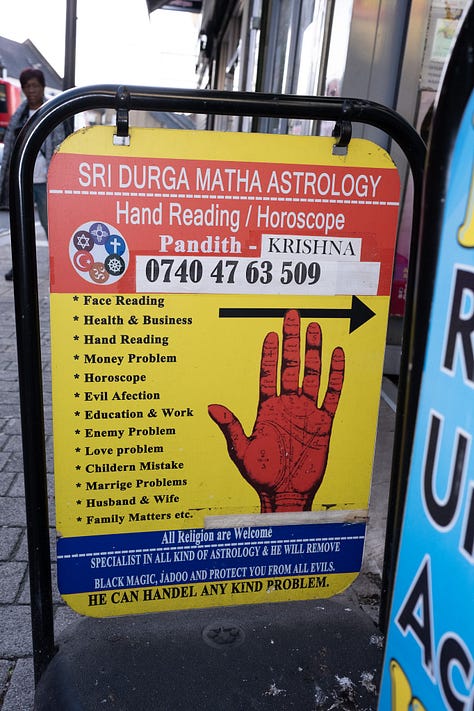 SRI DURGA MATHA ASTROLOGY
Hand Reading / Horoscope
Pandith - KRISHNA
0740 47 63 509
* Face Reading
* Health & Business
* Hand Reading
* Money Problem
* Horoscope
* Evil Afection
* Education & Work
* Enemy Problem
* Love problem
* Childern Mistake
* Marrige Problems
* Husband & Wife
* Family Matters etc.
All Religion are Welcome
SPECIALIST IN ALL KIND OF ASTROLOGY & HE WILL REMOVE
BLACK MAGIC, JADOO AND PROTECT YOU FROM ALL EVILS.
HE CAN HANDEL ANY KIND PROBLEM.